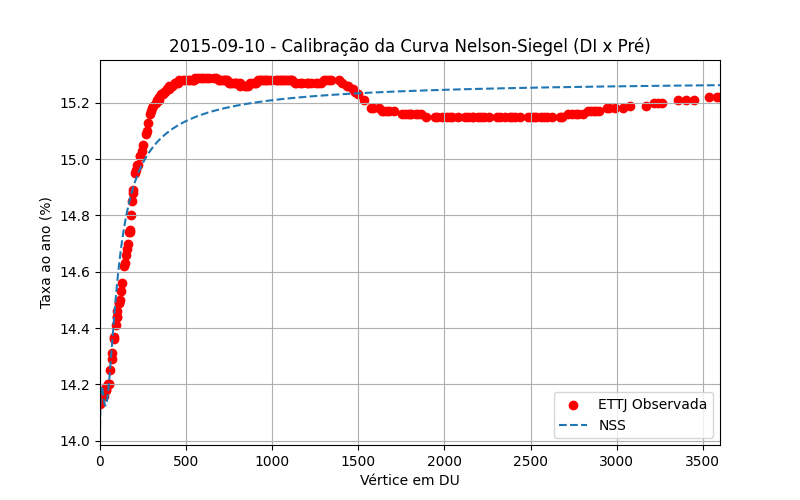 2015-09-10 - Calibração da Curva Nelson-Siegel (DI x Pré)
Taxa ao ano (%)
15.2
15.0
14.8
14.6
14.4
14.2
14.0
0 500 1000 1500 2000 2500 3000 3500
Vértice em DU
ETTJ Observada
NSS